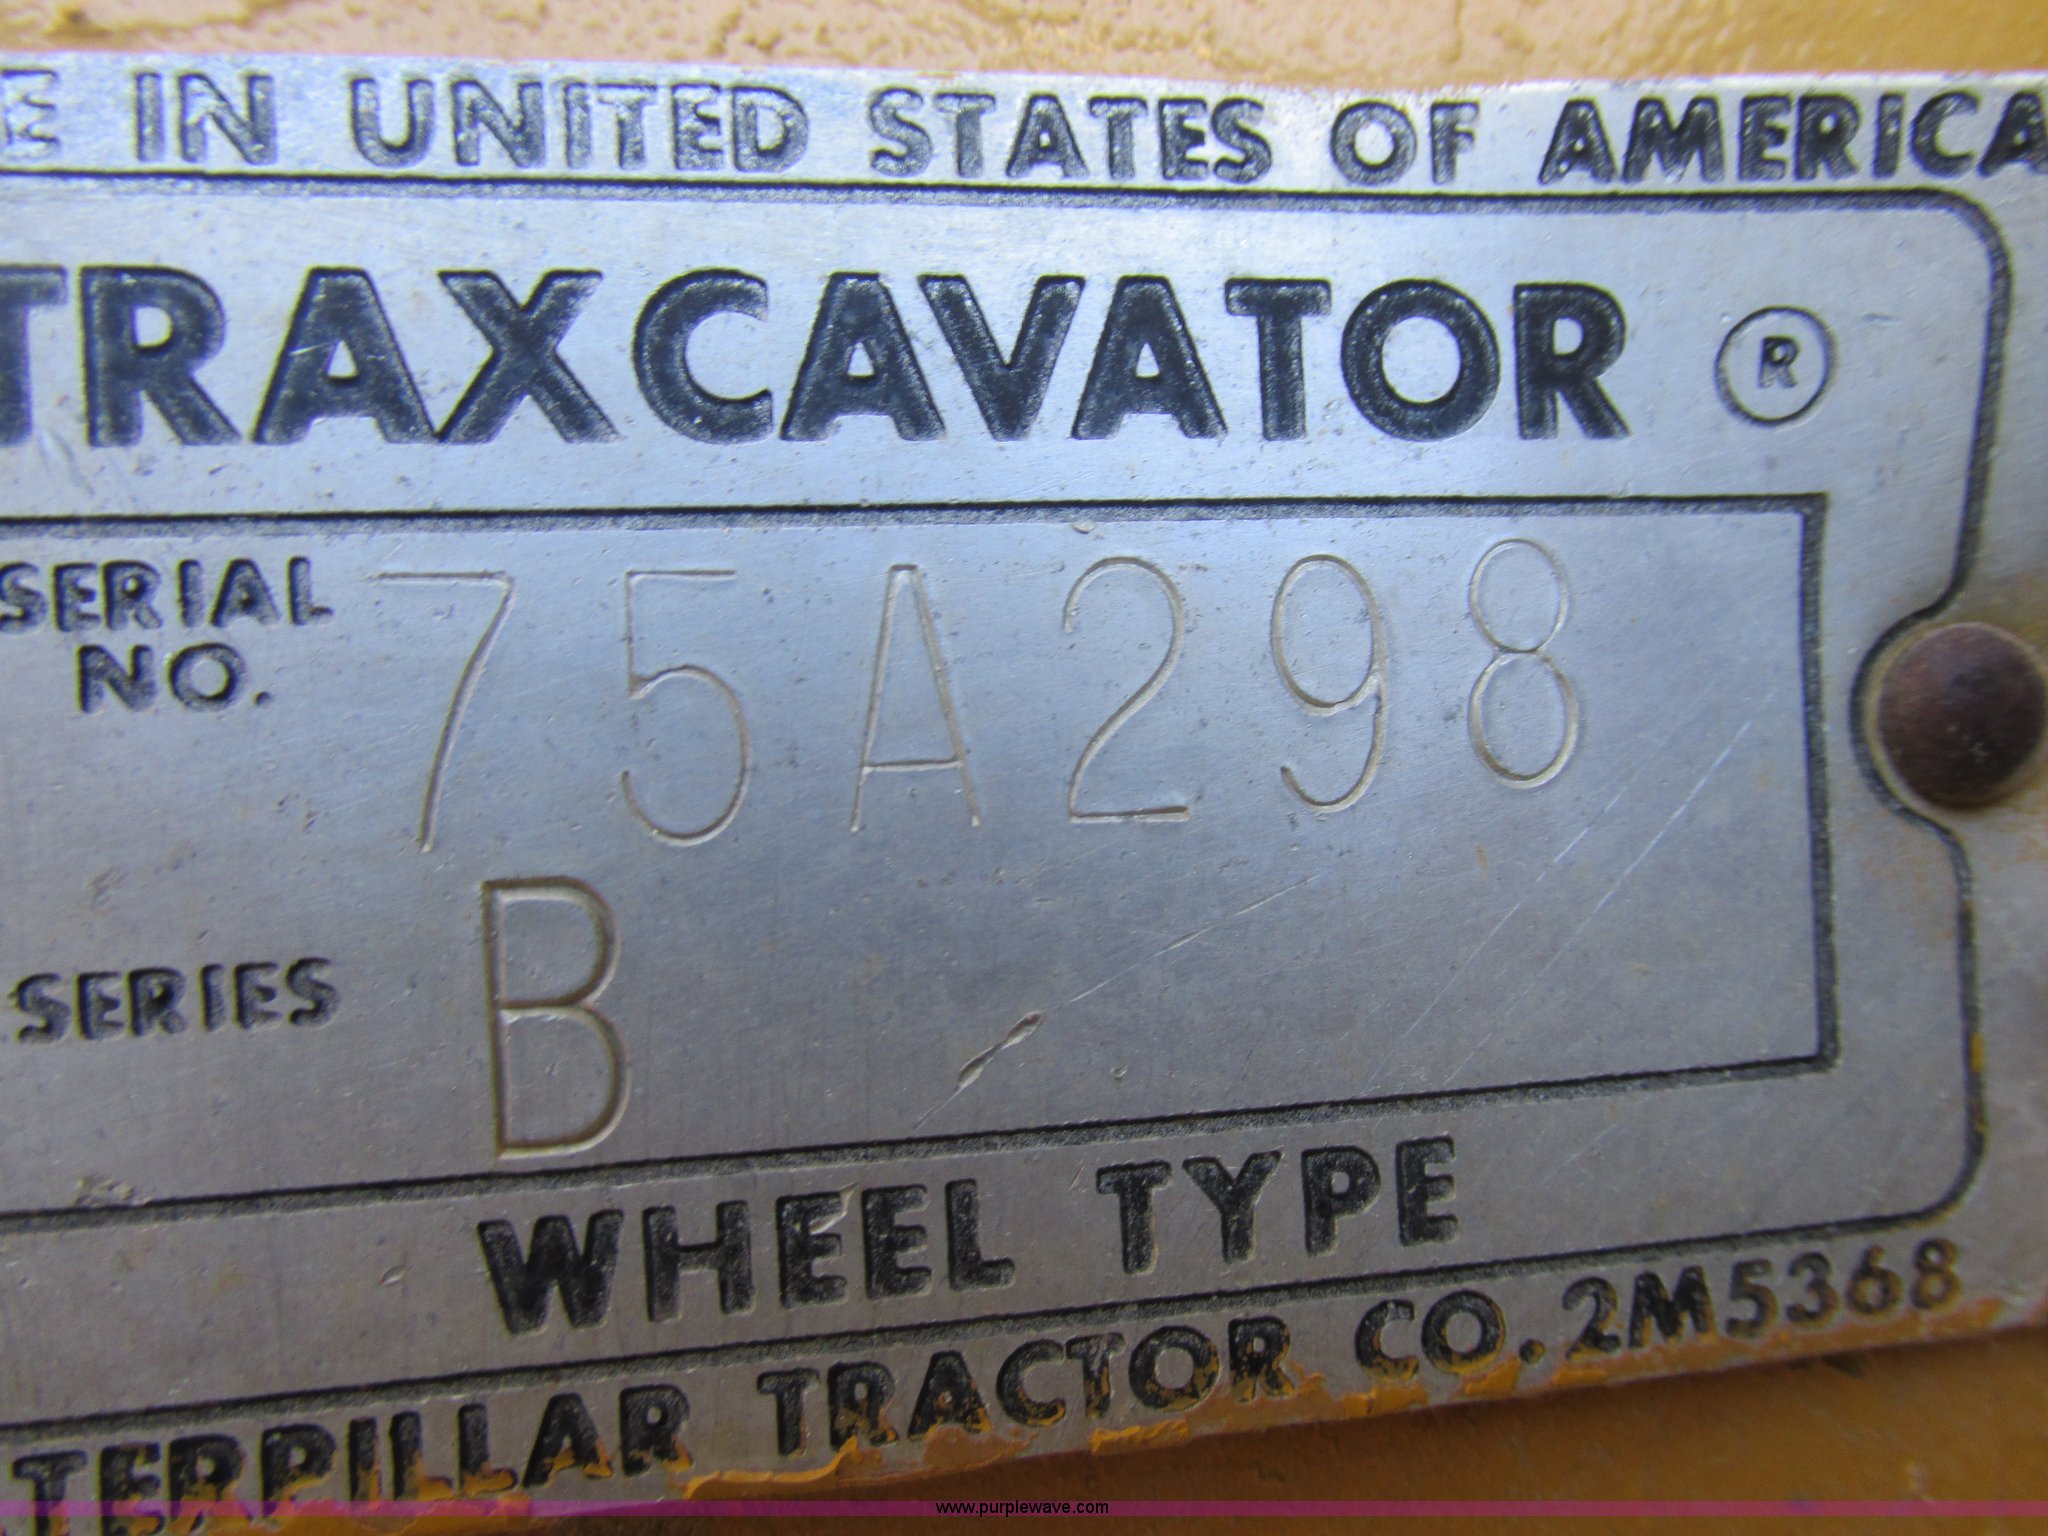 E IN UNITED STATES OF AMERICA
TRAXCAVATOR ®
SERIAL
NO. 75A298
SERIES B
WHEEL TYPE
TERPILLAR TRACTOR CO. 2M5368
www.purplewave.com